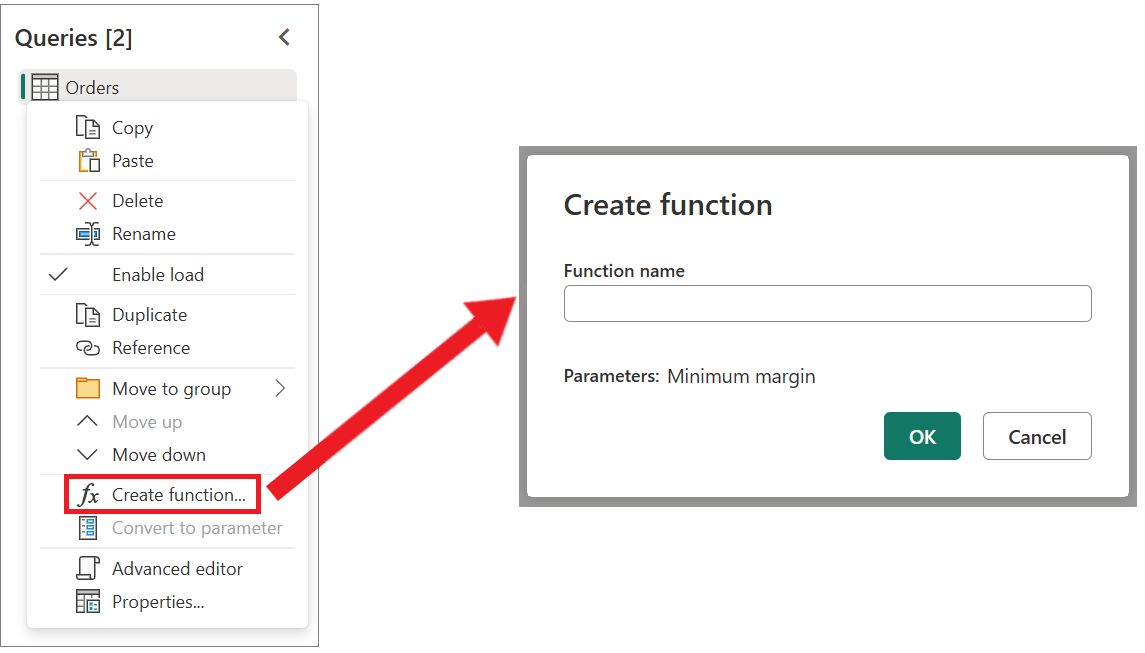 Queries [2]
Orders
Copy
Paste
Delete
Rename
Enable load
Duplicate
Reference
Move to group
Move up
Move down
fx Create function...
Convert to parameter
Advanced editor
Properties...
Create function
Function name
Parameters: Minimum margin
OK Cancel